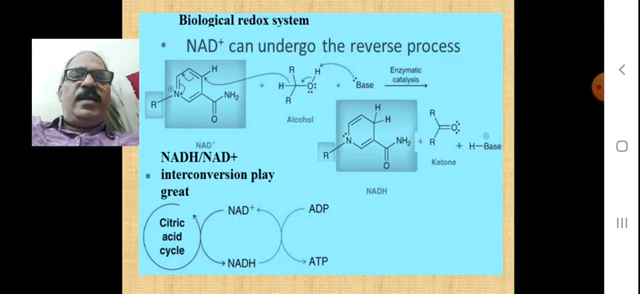 Biological redox system
• NAD⁺ can undergo the reverse process
R N ⊕ H NH₂ O
+
H R R H O
+
Base
Enzymatic
catalysis
NAD⁺
Alcohol
R N H H NH₂ O
+
R R O
+ H—Base ⊕
NADH
Ketone
NADH/NAD+
• interconversion play
great
Citric
acid
cycle
NAD⁺
ADP
NADH
ATP